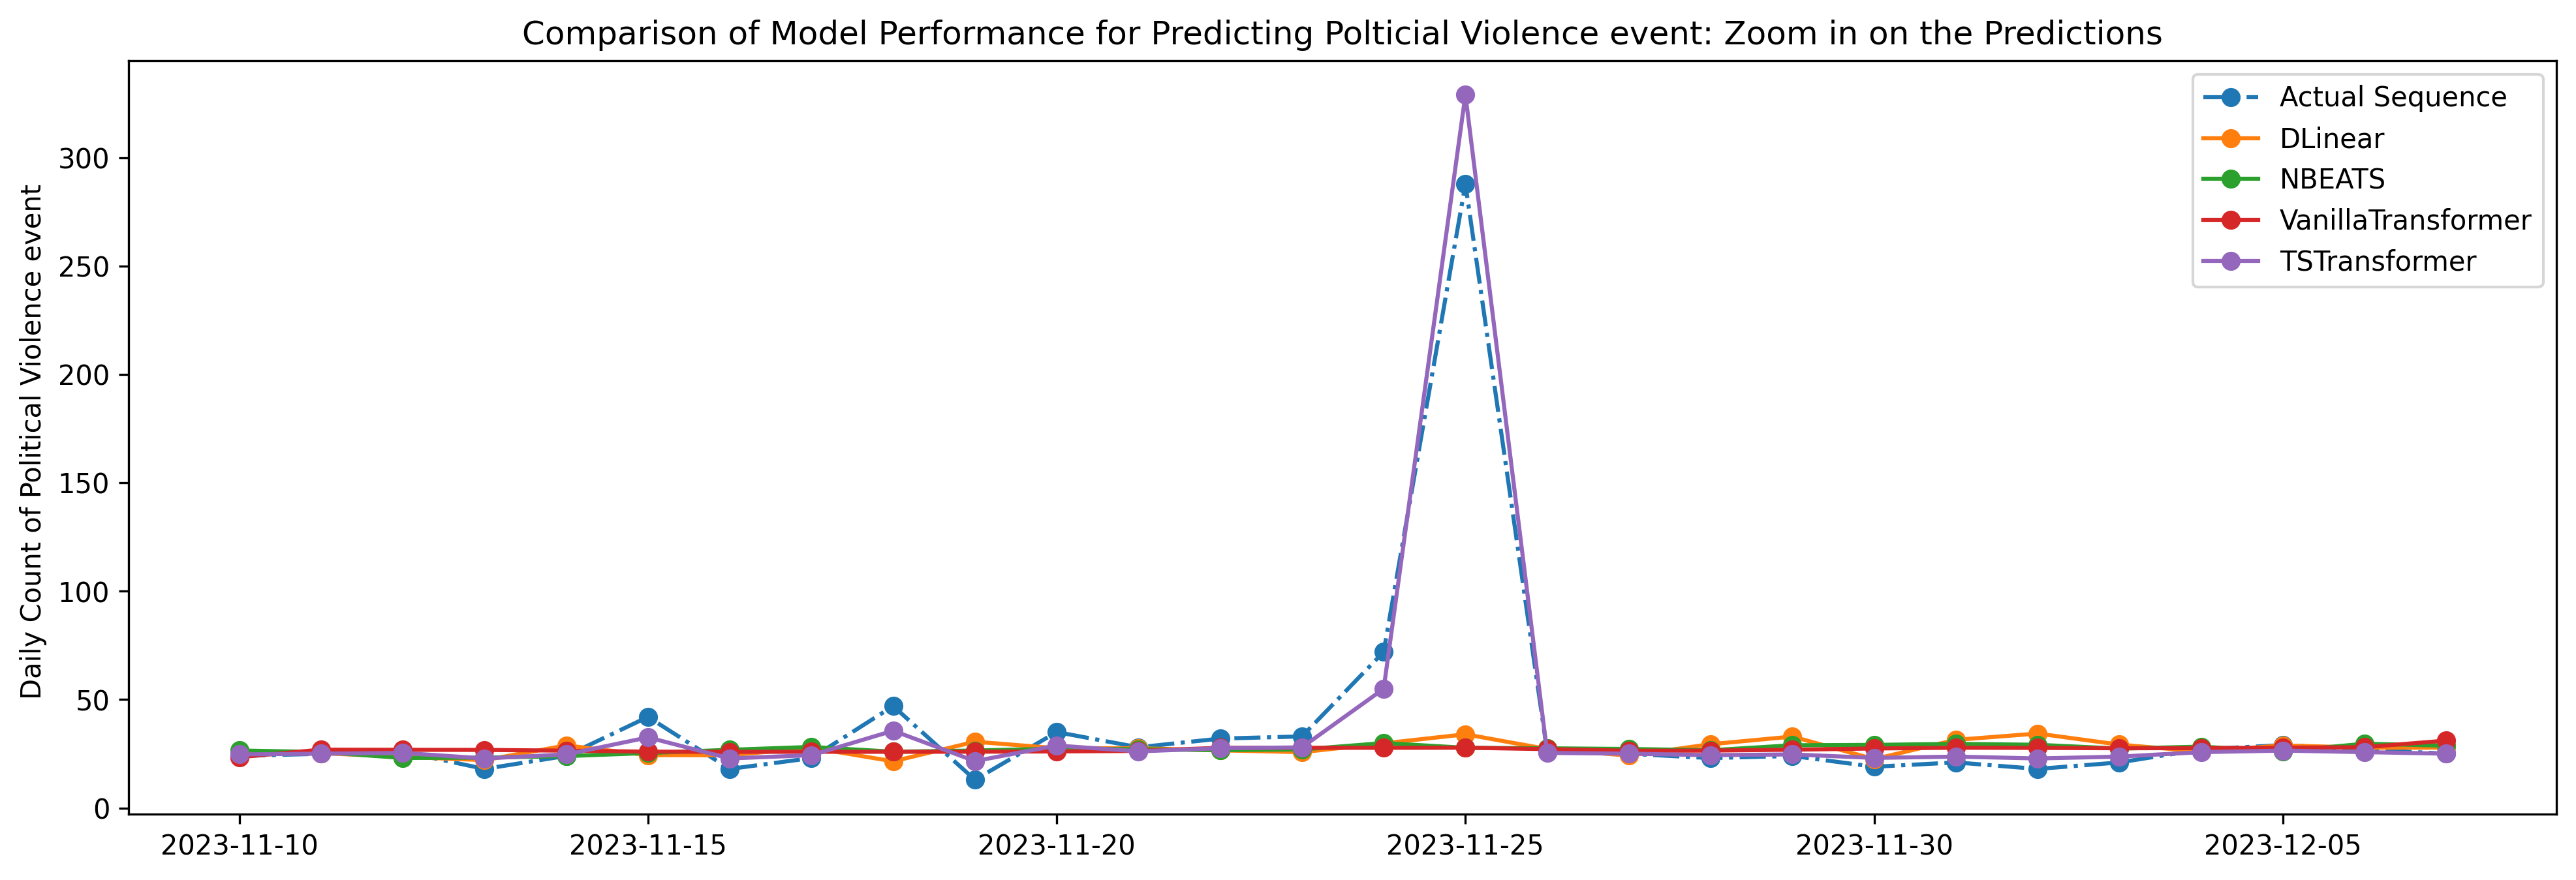 Comparison of Model Performance for Predicting Polticial Violence event: Zoom in on the Predictions
Daily Count of Political Violence event
300
250
200
150
100
50
0
Actual Sequence
DLinear
NBEATS
VanillaTransformer
TSTransformer
2023-11-10
2023-11-15
2023-11-20
2023-11-25
2023-11-30
2023-12-05